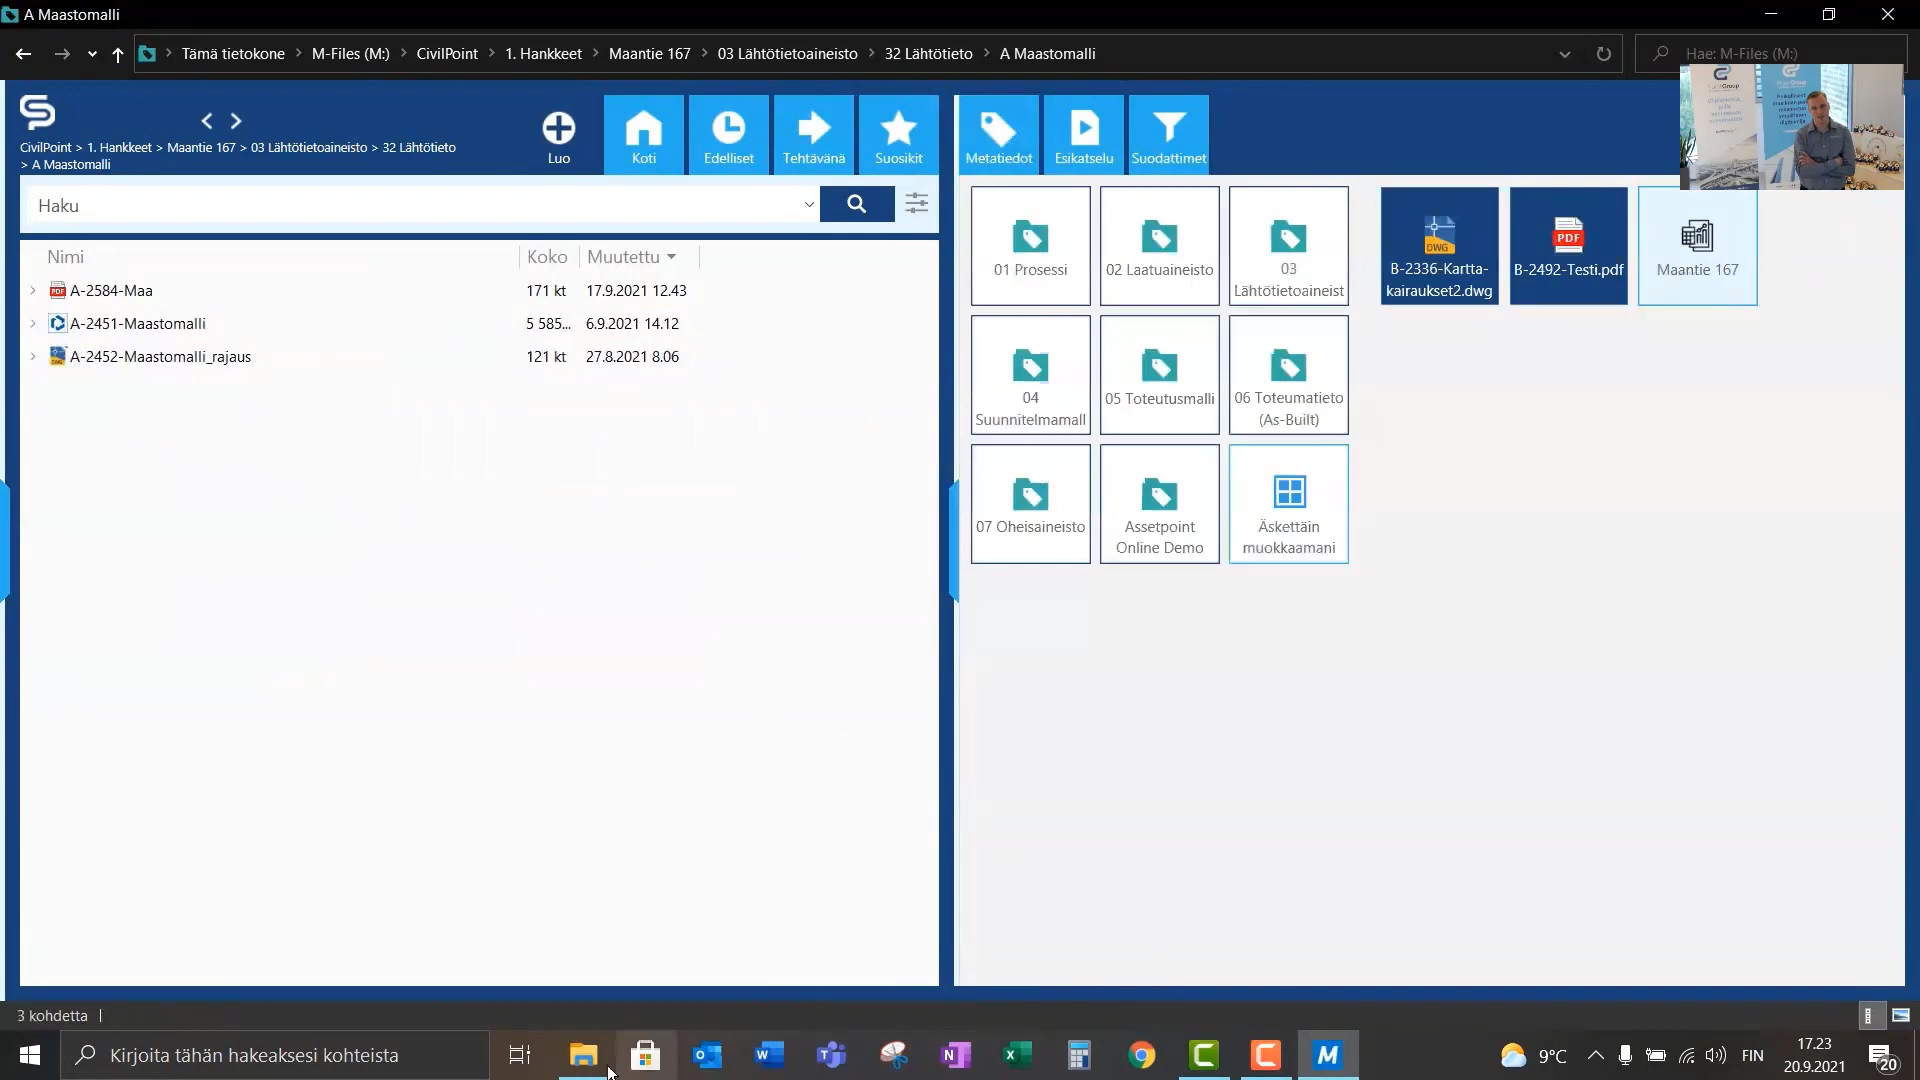 A Maastomalli
Tämä tietokone > M-Files (M:) > CivilPoint > 1. Hankkeet > Maantie 167 > 03 Lähtötietoaineisto > 32 Lähtötieto > A Maastomalli
Hae: M-Files (M:)
CivilPoint > 1. Hankkeet > Maantie 167 > 03 Lähtötietoaineisto > 32 Lähtötieto
> A Maastomalli
Luo
Koti
Edelliset
Tehtävänä
Suosikit
Metatiedot
Esikatselu
Suodattimet
Haku
Nimi Koko Muutettu
A-2584-Maa 171 kt 17.9.2021 12.43
A-2451-Maastomalli 5 585... 6.9.2021 14.12
A-2452-Maastomalli_rajaus 121 kt 27.8.2021 8.06
01 Prosessi
02 Laatuaineisto
03
Lähtötietoaineist
DWG
B-2336-Kartta-
kairaukset2.dwg
PDF
B-2492-Testi.pdf
Maantie 167
04
Suunnitelmamall
05 Toteutusmalli
06 Toteumatieto
(As-Built)
07 Oheisaineisto
Assetpoint
Online Demo
Äskettäin
muokkaamani
3 kohdetta
Kirjoita tähän hakeaksesi kohteista
9°C
FIN
17.23
20.9.2021
20